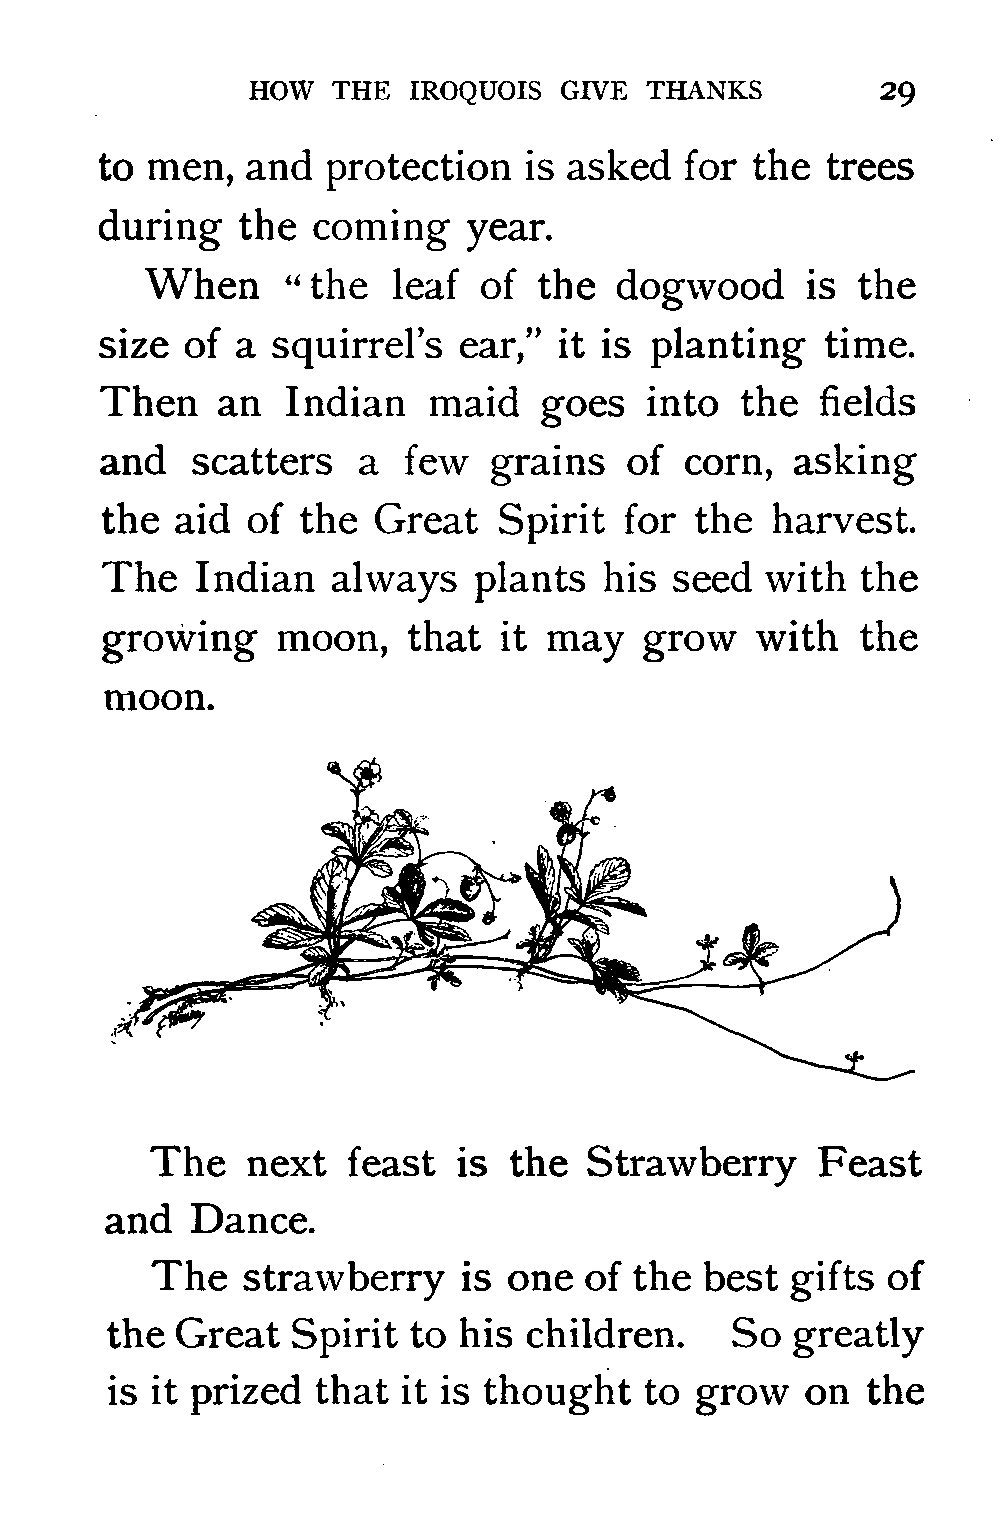 HOW THE IROQUOIS GIVE THANKS 29
to men, and protection is asked for the trees
during the coming year.
When "the leaf of the dogwood is the
size of a squirrel's ear," it is planting time.
Then an Indian maid goes into the fields
and scatters a few grains of corn, asking
the aid of the Great Spirit for the harvest.
The Indian always plants his seed with the
growing moon, that it may grow with the
moon.
The next feast is the Strawberry Feast
and Dance.
The strawberry is one of the best gifts of
the Great Spirit to his children. So greatly
is it prized that it is thought to grow on the